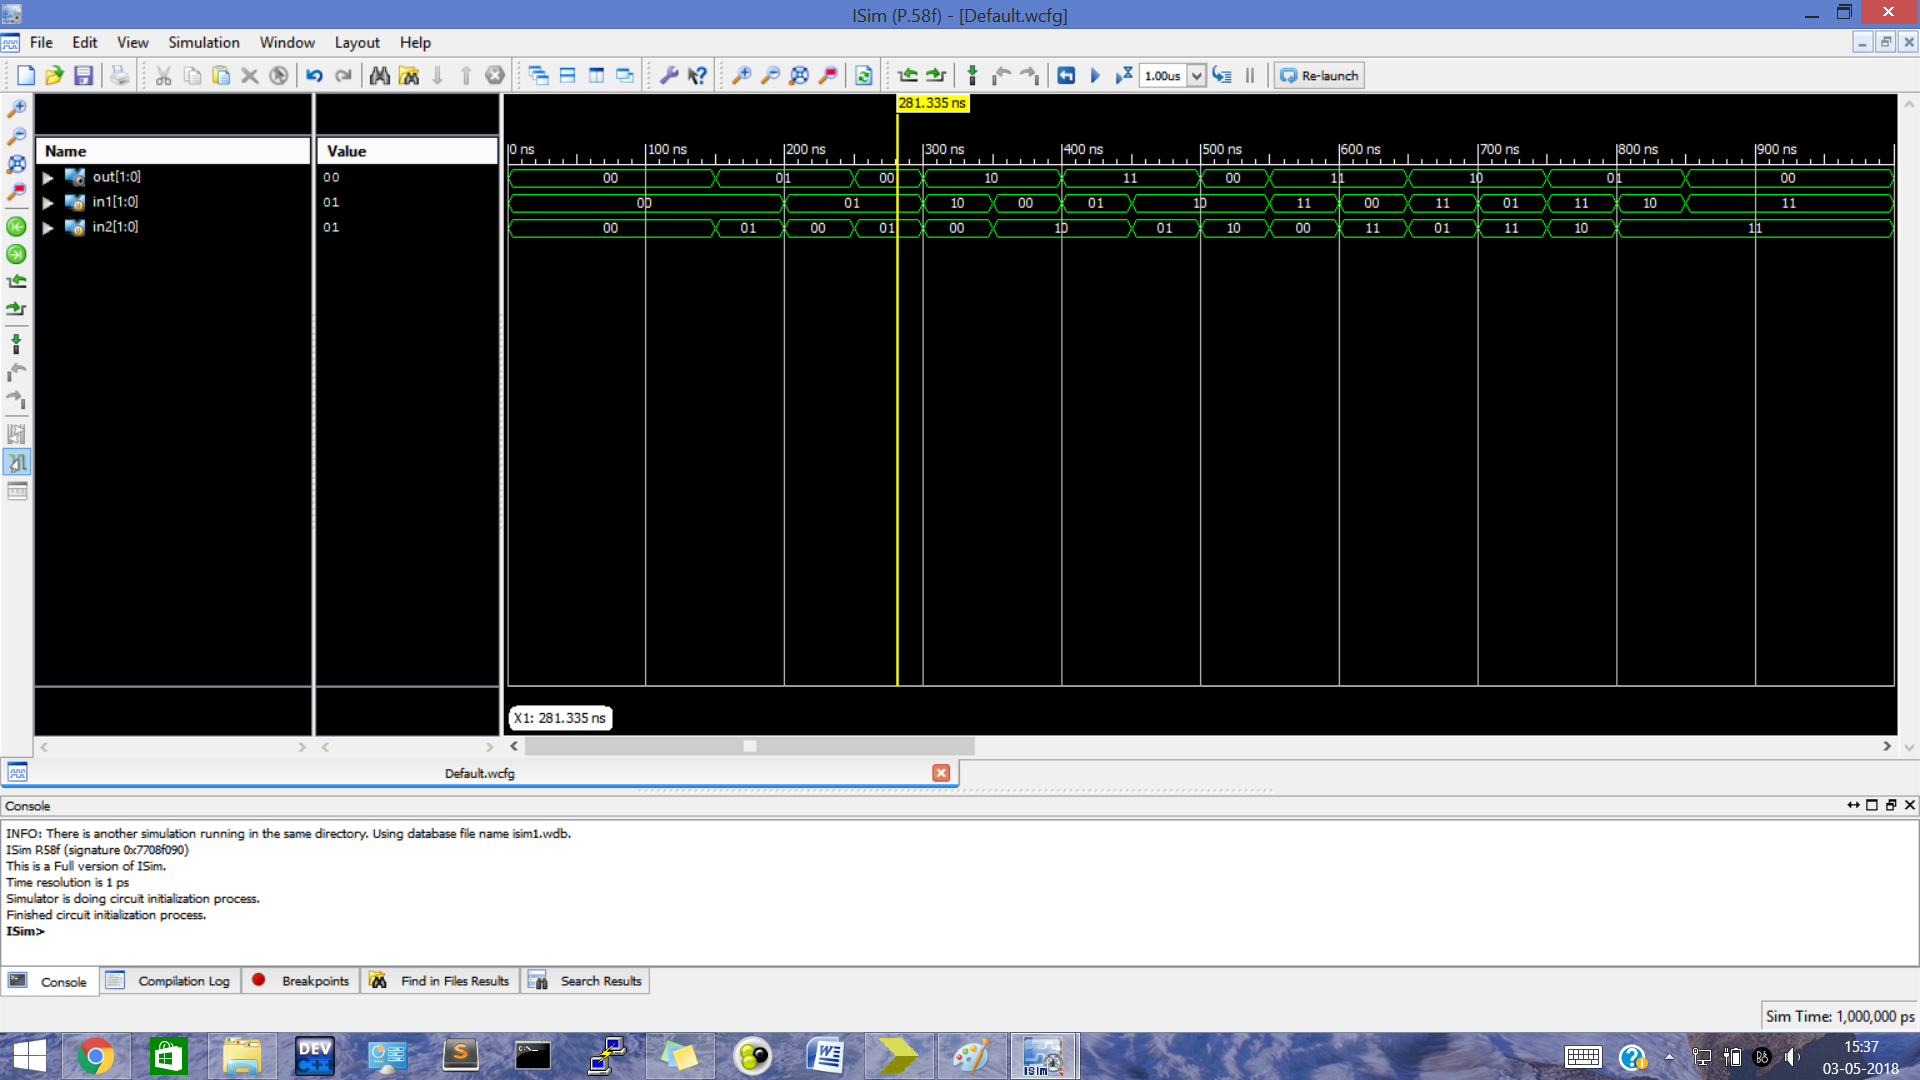 ISim (P.58f) - [Default.wcfg]
File Edit View Simulation Window Layout Help
1.00us Re-launch
281.335 ns
Name Value
0 ns 100 ns 200 ns 300 ns 400 ns 500 ns 600 ns 700 ns 800 ns 900 ns
out[1:0] 00 00 01 00 10 11 00 11 10 01 00
in1[1:0] 01 00 01 10 00 01 10 11 00 11 01 11 10 11
in2[1:0] 01 00 01 00 01 00 10 01 10 00 11 01 11 10 11
X1: 281.335 ns
Default.wcfg
Console
INFO: There is another simulation running in the same directory. Using database file name isim1.wdb.
ISim P.58f (signature 0x7708f090)
This is a Full version of ISim.
Time resolution is 1 ps
Simulator is doing circuit initialization process.
Finished circuit initialization process.
ISim>
Console Compilation Log Breakpoints Find in Files Results Search Results
Sim Time: 1,000,000 ps
DEV C++ S W ISim
15:37
03-05-2018